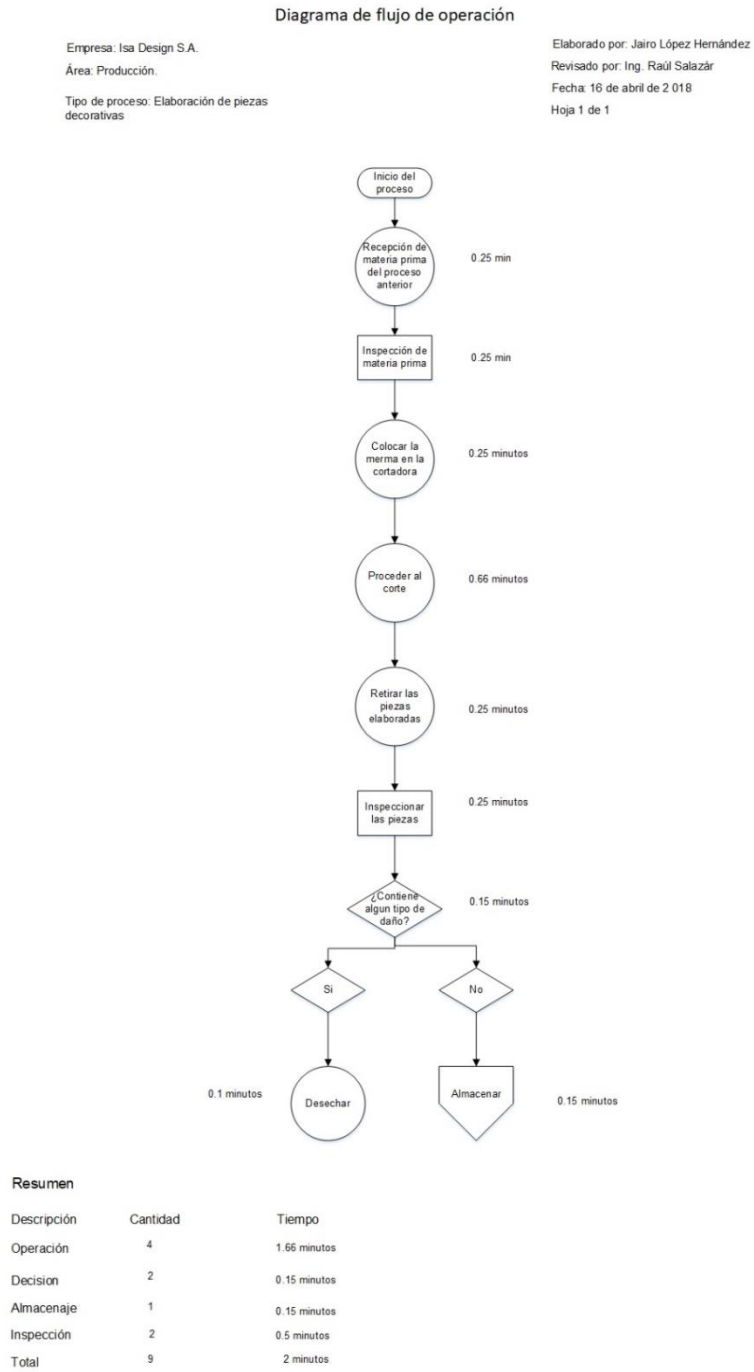 Diagrama de flujo de operación
Empresa: Isa Design S.A.
Área: Producción.
Tipo de proceso: Elaboración de piezas
decorativas
Elaborado por: Jairo López Hernández
Revisado por: Ing. Raúl Salazár
Fecha: 16 de abril de 2 018
Hoja 1 de 1
Inicio del
proceso
Recepción de
materia prima
del proceso
anterior
0.25 min
Inspección de
materia prima
0.25 min
Colocar la
merma en la
cortadora
0.25 minutos
Proceder al
corte
0.66 minutos
Retirar las
piezas
elaboradas
0.25 minutos
Inspeccionar
las piezas
0.25 minutos
¿Contiene
algun tipo de
daño?
0.15 minutos
Si
No
0.1 minutos
Desechar
Almacenar
0.15 minutos
Resumen
Descripción Cantidad Tiempo
Operación 4 1.66 minutos
Decision 2 0.15 minutos
Almacenaje 1 0.15 minutos
Inspección 2 0.5 minutos
Total 9 2 minutos